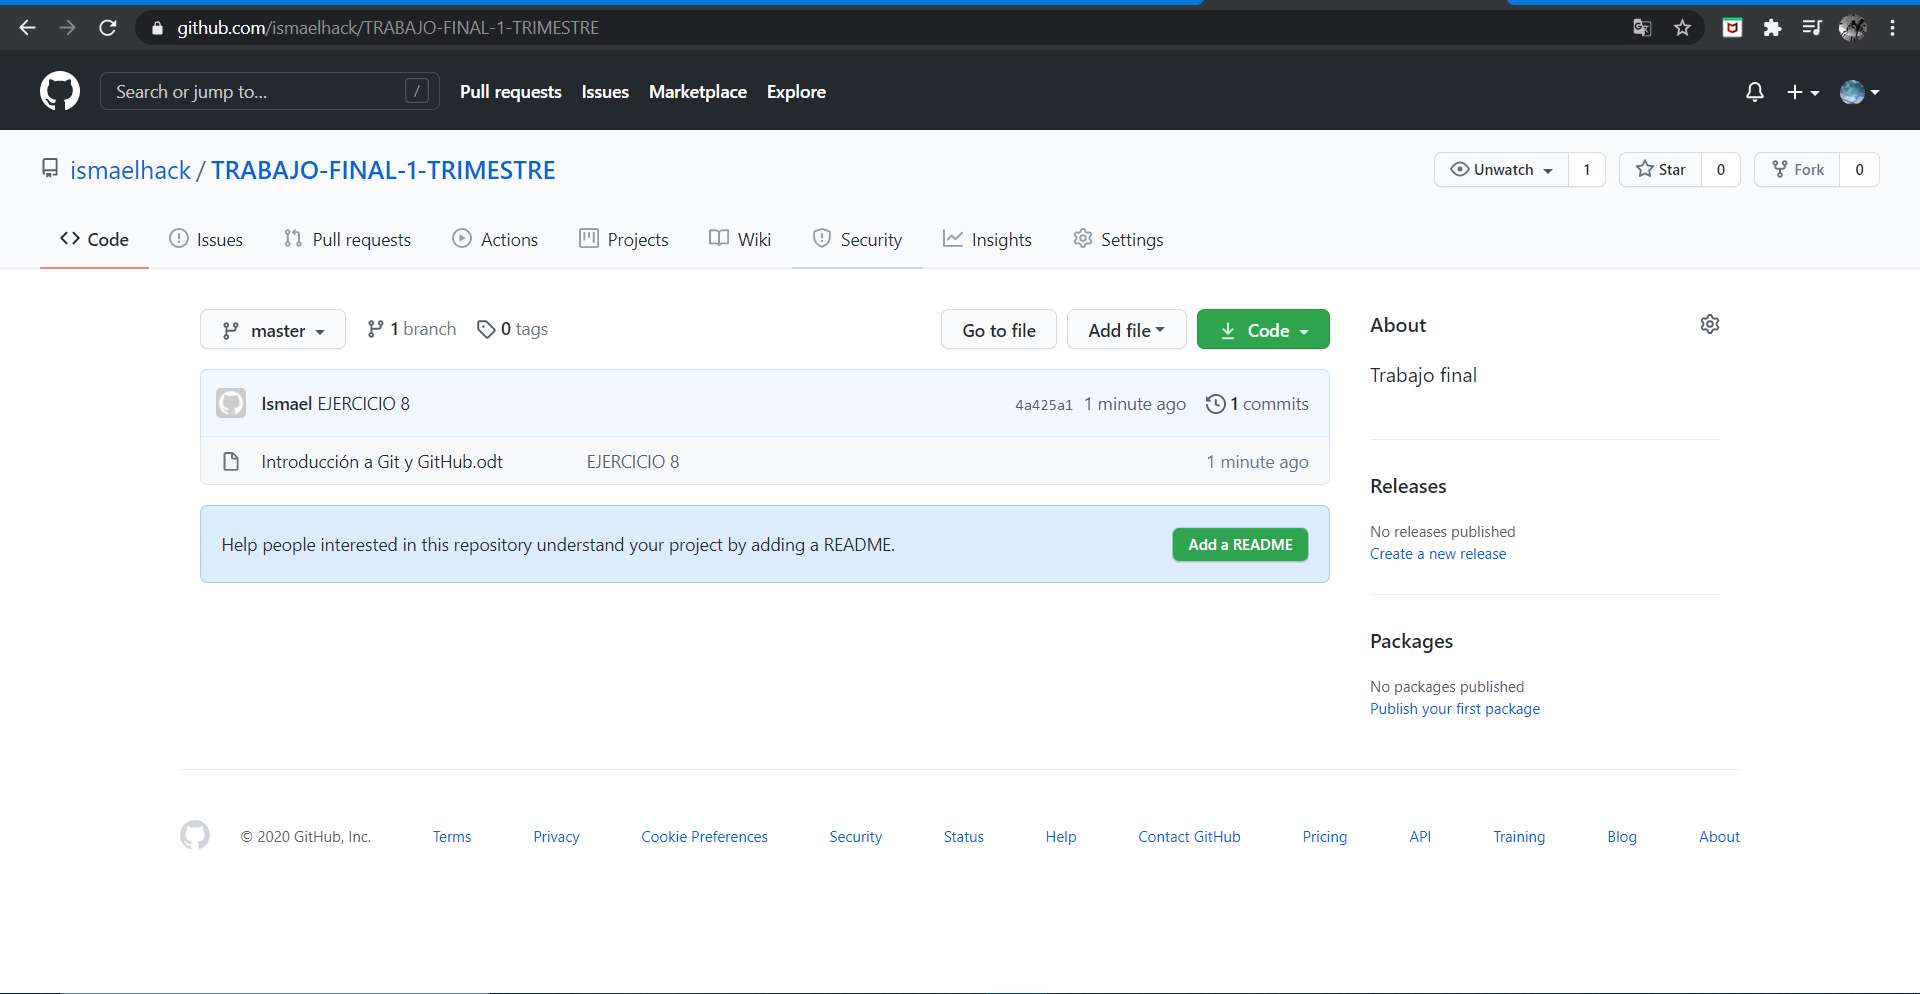 github.com/ismaelhack/TRABAJO-FINAL-1-TRIMESTRE
Search or jump to... /
Pull requests Issues Marketplace Explore
ismaelhack / TRABAJO-FINAL-1-TRIMESTRE
Unwatch 1 Star 0 Fork 0
Code Issues Pull requests Actions Projects Wiki Security Insights Settings
master 1 branch 0 tags Go to file Add file Code
Ismael EJERCICIO 8 4a425a1 1 minute ago 1 commits
Introducción a Git y GitHub.odt EJERCICIO 8 1 minute ago
Help people interested in this repository understand your project by adding a README. Add a README
About
Trabajo final
Releases
No releases published
Create a new release
Packages
No packages published
Publish your first package
© 2020 GitHub, Inc. Terms Privacy Cookie Preferences Security Status Help Contact GitHub Pricing API Training Blog About